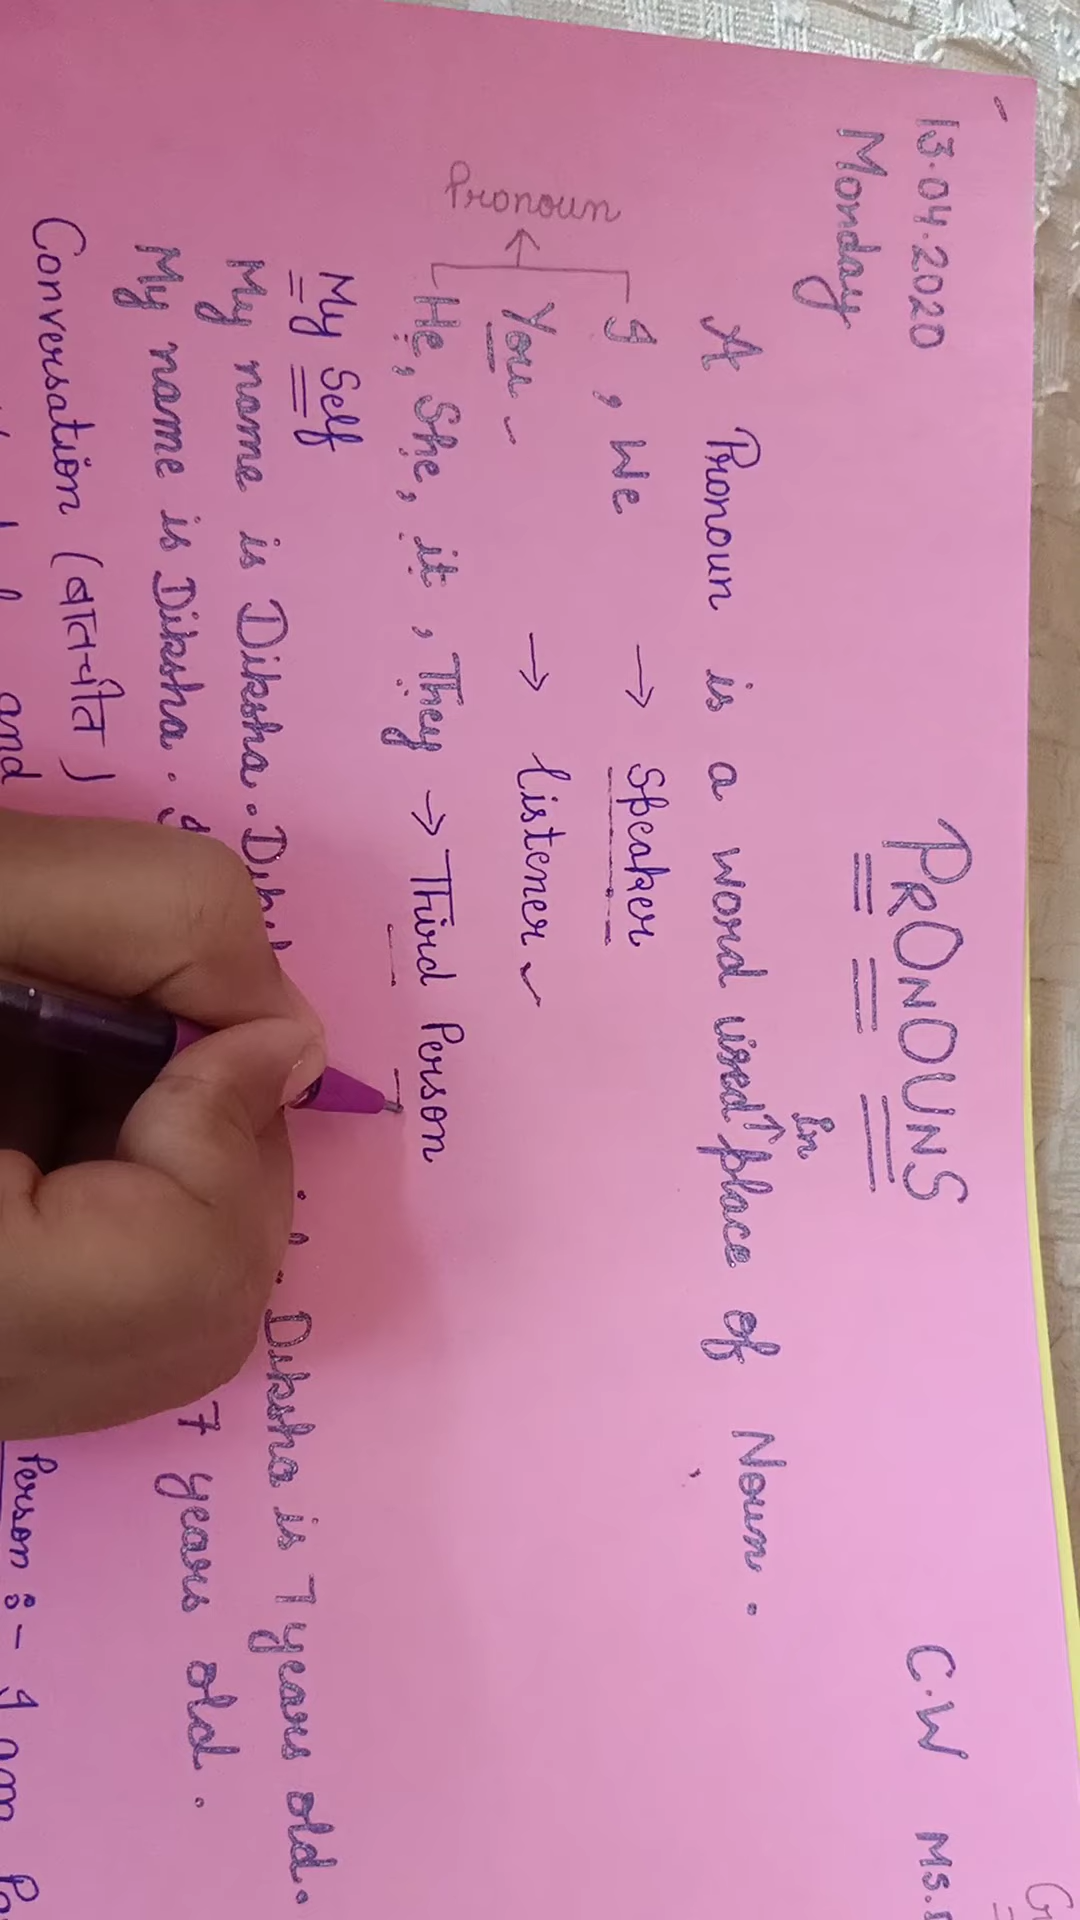 13.04.2020 C.W
Monday
PRONOUNS
In
A Pronoun is a word used ^ place of Noun.
Pronoun
I, We → Speaker
You → listener ✓
He, She, it, They → Third Person
My Self
My name is Diksha. Diksha is 7 years old.
My name is Diksha. 7 years old.
Conversation (बातचीत) Person :- I am
and